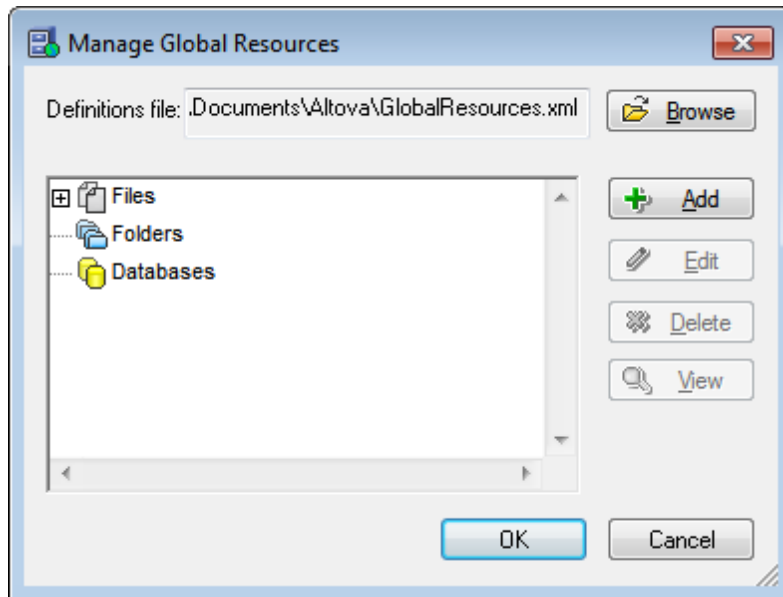 Manage Global Resources
Definitions file: .Documents\Altova\GlobalResources.xml Browse
Files
Folders
Databases
Add
Edit
Delete
View
OK Cancel